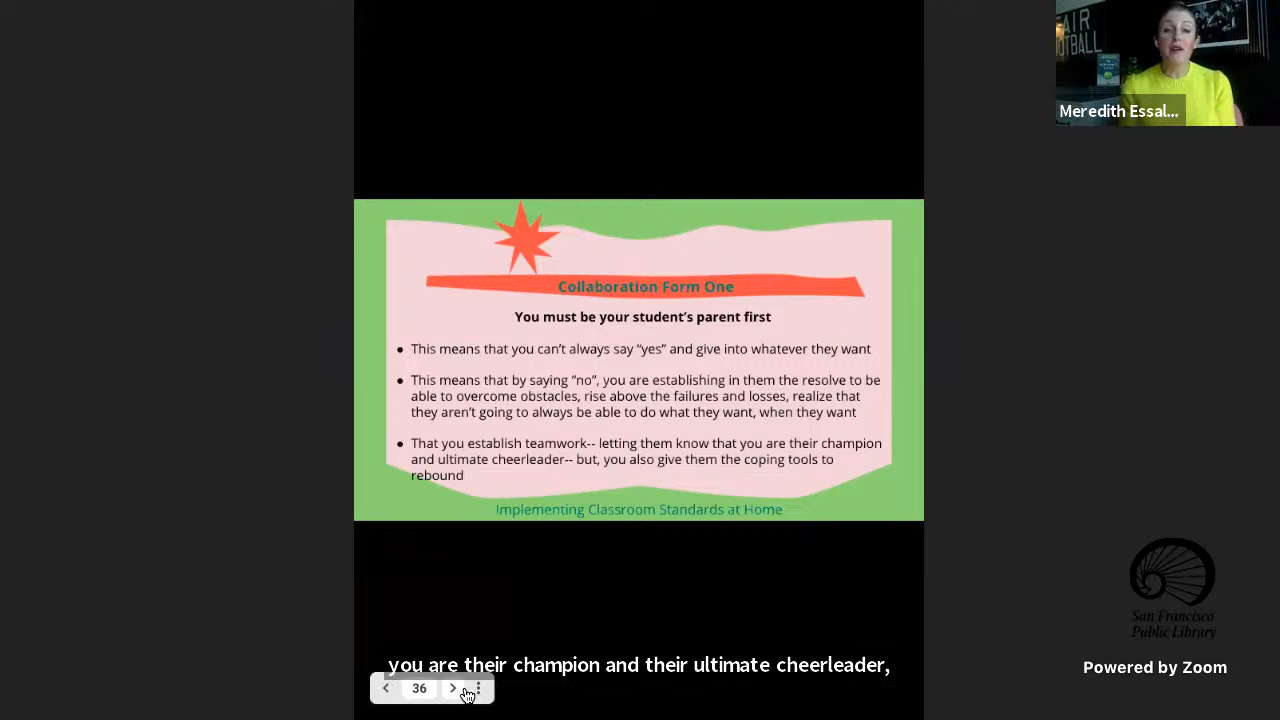 AIR
FOOTBALL
Meredith Essal...
Collaboration Form One
You must be your student's parent first
• This means that you can't always say “yes” and give into whatever they want
• This means that by saying “no”, you are establishing in them the resolve to be
able to overcome obstacles, rise above the failures and losses, realize that
they aren't going to always be able to do what they want, when they want
• That you establish teamwork-- letting them know that you are their champion
and ultimate cheerleader-- but, you also give them the coping tools to
rebound
Implementing Classroom Standards at Home
San Francisco
Public Library
you are their champion and their ultimate cheerleader,
Powered by Zoom
36